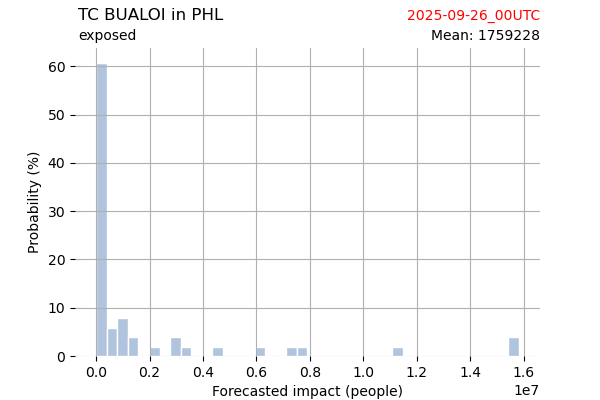 TC BUALOI in PHL
2025-09-26_00UTC
exposed
Mean: 1759228
60
50
40
30
20
10
0
Probability (%)
0.0 0.2 0.4 0.6 0.8 1.0 1.2 1.4 1.6
1e7
Forecasted impact (people)